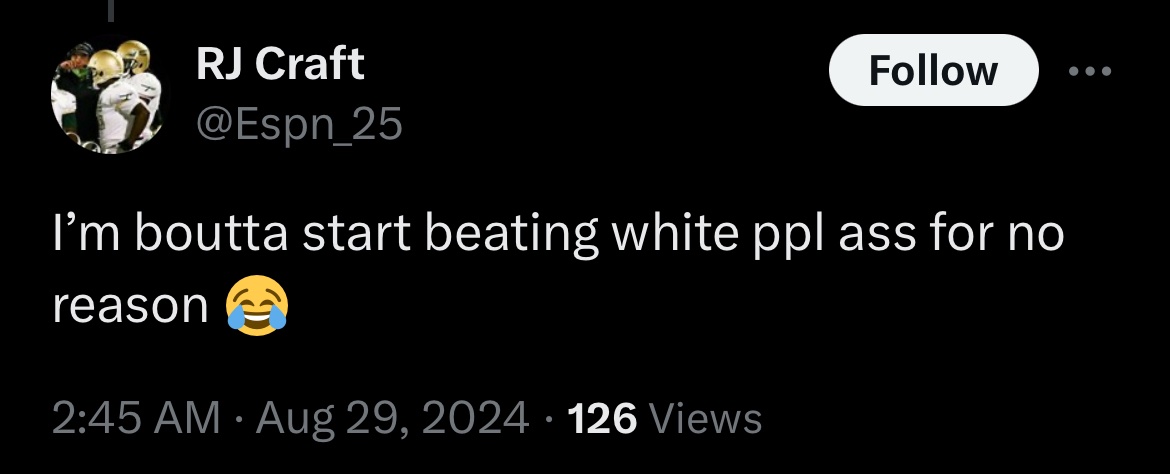 RJ Craft
@Espn_25
Follow
I’m boutta start beating white ppl ass for no
reason 😂
2:45 AM · Aug 29, 2024 · 126 Views